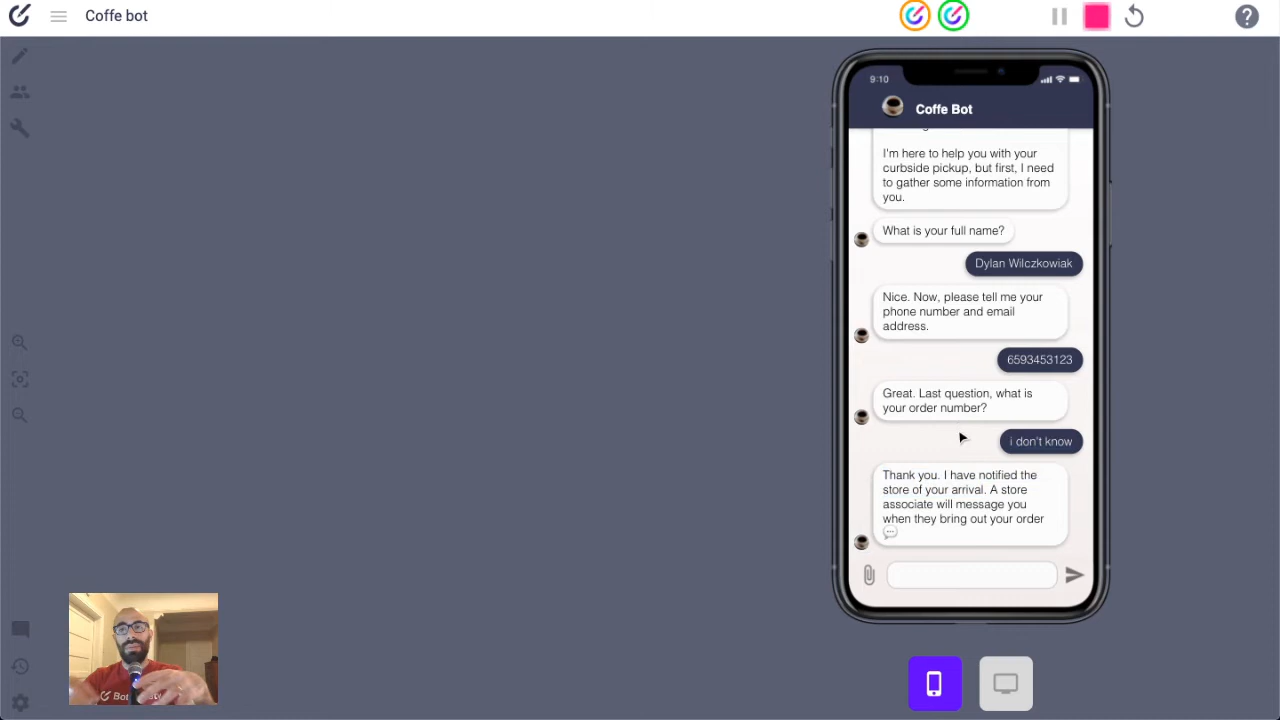 Coffe bot
9:10
Coffe Bot
I'm here to help you with your
curbside pickup, but first, I need
to gather some information from
you.
What is your full name?
Dylan Wilczkowiak
Nice. Now, please tell me your
phone number and email
address.
6593453123
Great. Last question, what is
your order number?
i don't know
Thank you. I have notified the
store of your arrival. A store
associate will message you
when they bring out your order
Bot